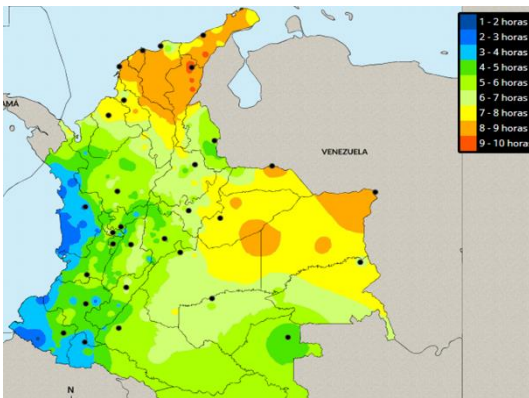 1 - 2 horas
2 - 3 horas
3 - 4 horas
4 - 5 horas
5 - 6 horas
6 - 7 horas
7 - 8 horas
8 - 9 horas
9 - 10 hora
AMÁ
VENEZUELA
N